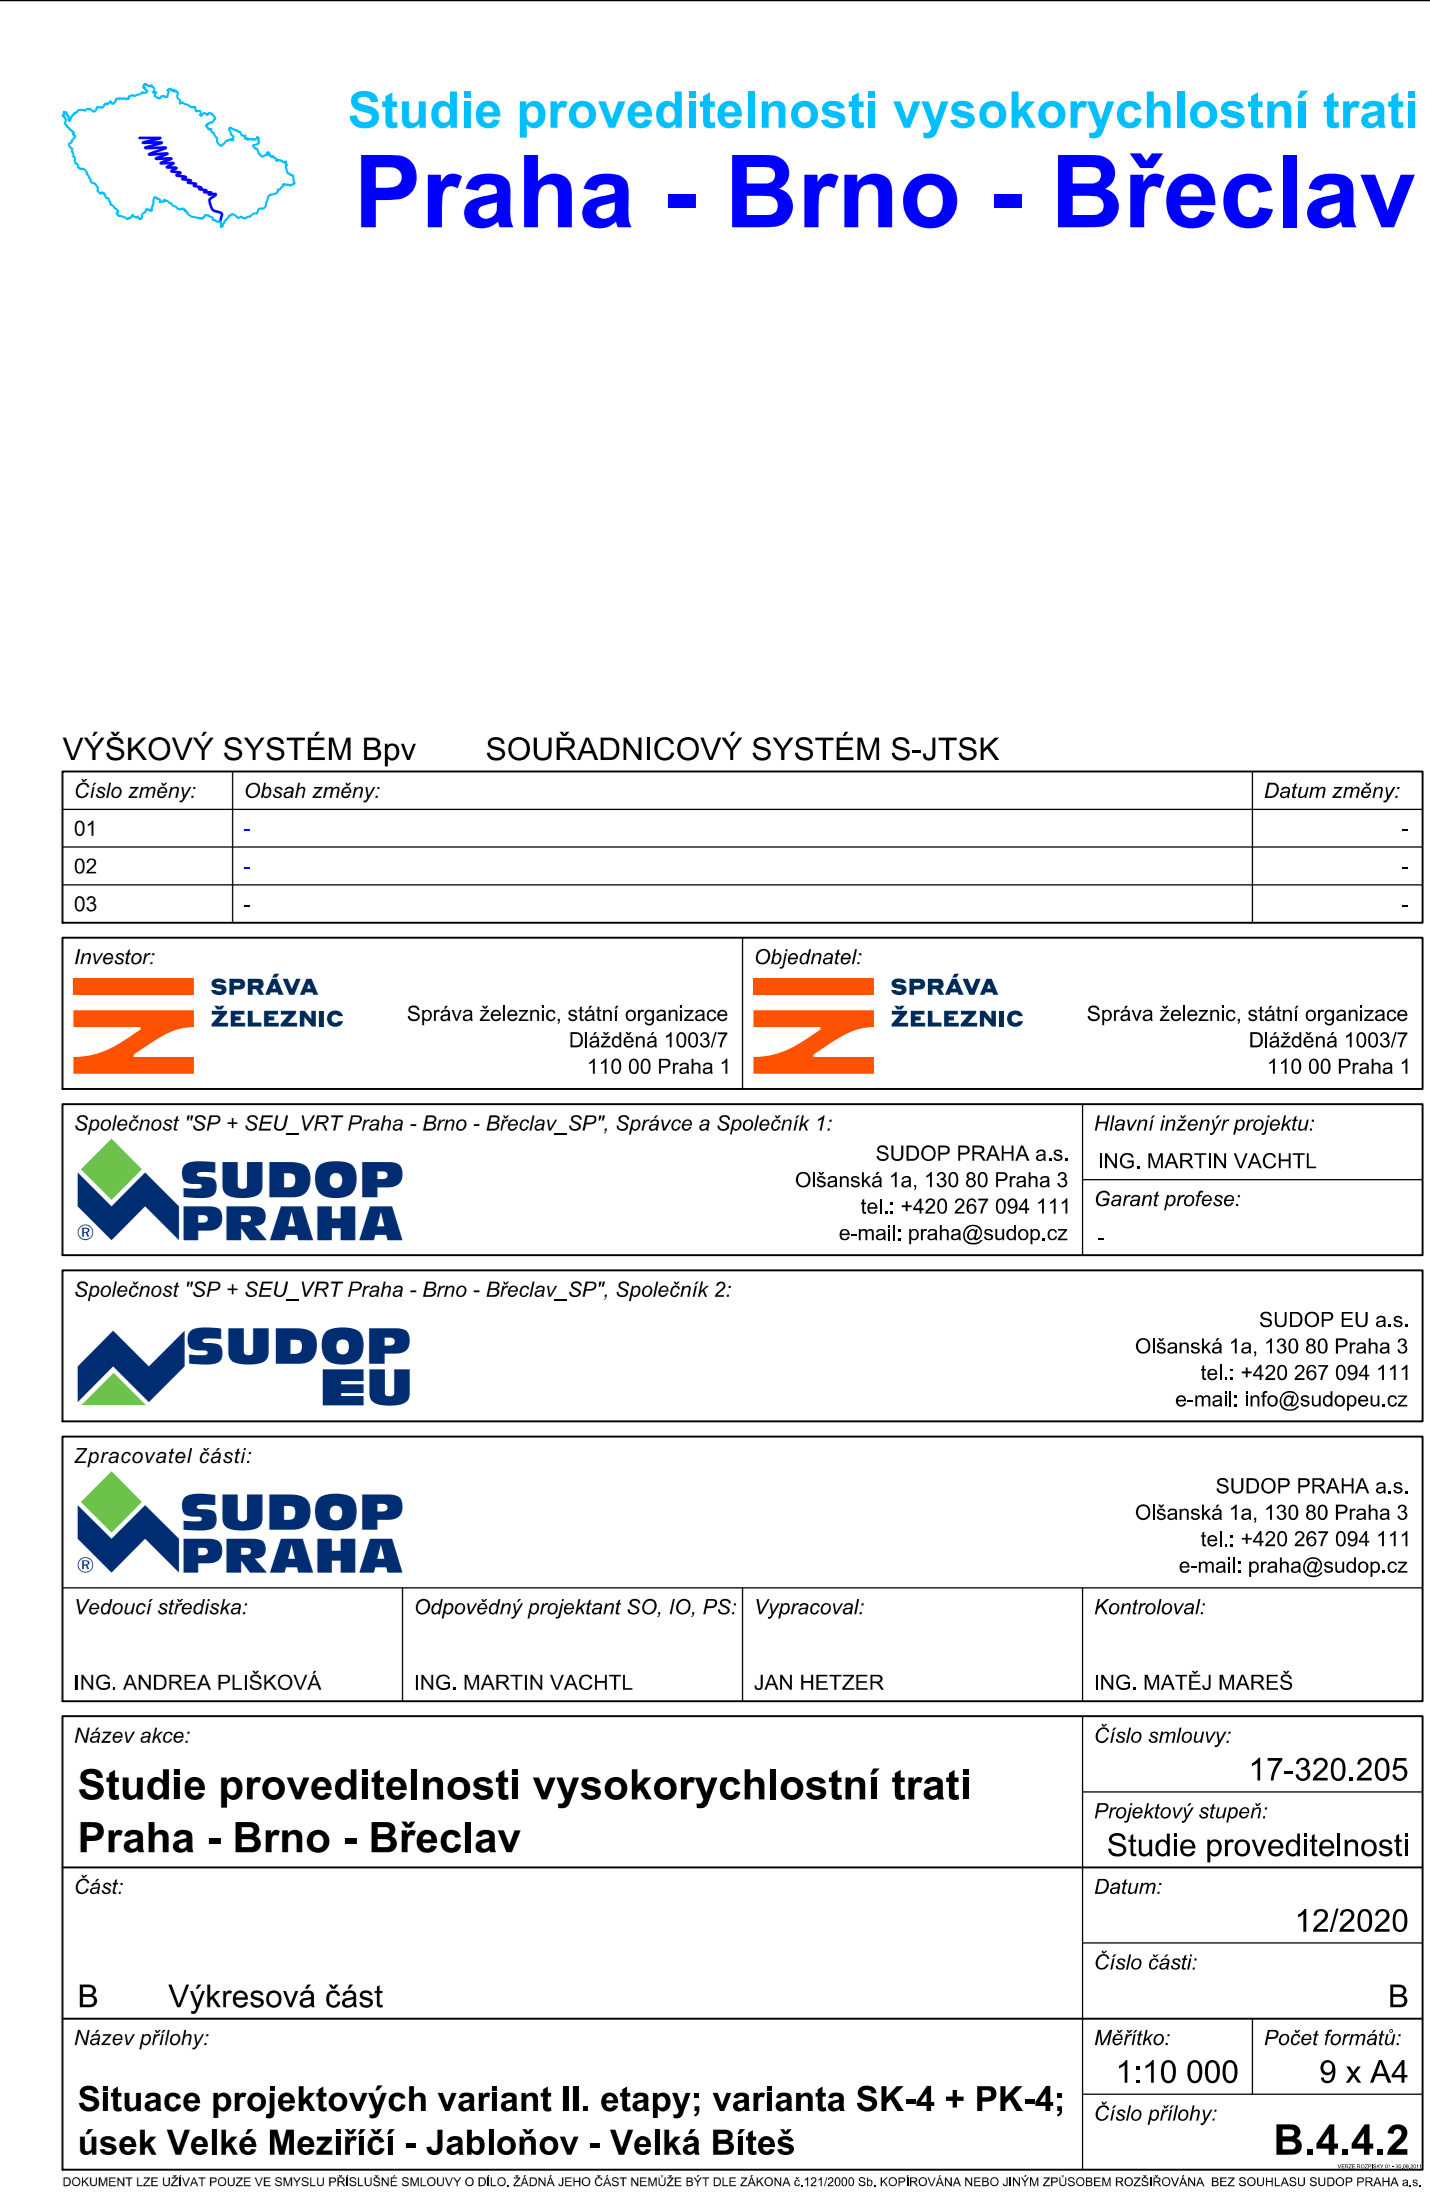 Studie proveditelnosti vysokorychlostní trati
Praha - Brno - Břeclav
VÝŠKOVÝ SYSTÉM Bpv SOUŘADNICOVÝ SYSTÉM S-JTSK
Číslo změny: Obsah změny: Datum změny:
01 - -
02 - -
03 - -
Investor:
SPRÁVA
ŽELEZNIC
Správa železnic, státní organizace
Dlážděná 1003/7
110 00 Praha 1
Objednatel:
SPRÁVA
ŽELEZNIC
Správa železnic, státní organizace
Dlážděná 1003/7
110 00 Praha 1
Společnost "SP + SEU_VRT Praha - Brno - Břeclav_SP", Správce a Společník 1:
SUDOP
PRAHA
®
SUDOP PRAHA a.s.
Olšanská 1a, 130 80 Praha 3
tel.: +420 267 094 111
e-mail: praha@sudop.cz
Hlavní inženýr projektu:
ING. MARTIN VACHTL
Garant profese:
-
Společnost "SP + SEU_VRT Praha - Brno - Břeclav_SP", Společník 2:
SUDOP
EU
SUDOP EU a.s.
Olšanská 1a, 130 80 Praha 3
tel.: +420 267 094 111
e-mail: info@sudopeu.cz
Zpracovatel části:
SUDOP
PRAHA
®
SUDOP PRAHA a.s.
Olšanská 1a, 130 80 Praha 3
tel.: +420 267 094 111
e-mail: praha@sudop.cz
Vedoucí střediska: Odpovědný projektant SO, IO, PS: Vypracoval: Kontroloval:
ING. ANDREA PLIŠKOVÁ ING. MARTIN VACHTL JAN HETZER ING. MATĚJ MAREŠ
Název akce:
Studie proveditelnosti vysokorychlostní trati
Praha - Brno - Břeclav
Číslo smlouvy:
17-320.205
Projektový stupeň:
Studie proveditelnosti
Část:
B Výkresová část
Datum:
12/2020
Číslo části:
B
Název přílohy:
Situace projektových variant II. etapy; varianta SK-4 + PK-4;
úsek Velké Meziříčí - Jabloňov - Velká Bíteš
Měřítko:
1:10 000
Počet formátů:
9 x A4
Číslo přílohy:
B.4.4.2
VERZE ROZPISKY 01 - 30.09.2011
DOKUMENT LZE UŽÍVAT POUZE VE SMYSLU PŘÍSLUŠNÉ SMLOUVY O DÍLO. ŽÁDNÁ JEHO ČÁST NEMŮŽE BÝT DLE ZÁKONA č.121/2000 Sb. KOPÍROVÁNA NEBO JINÝM ZPŮSOBEM ROZŠIŘOVÁNA BEZ SOUHLASU SUDOP PRAHA a.s.